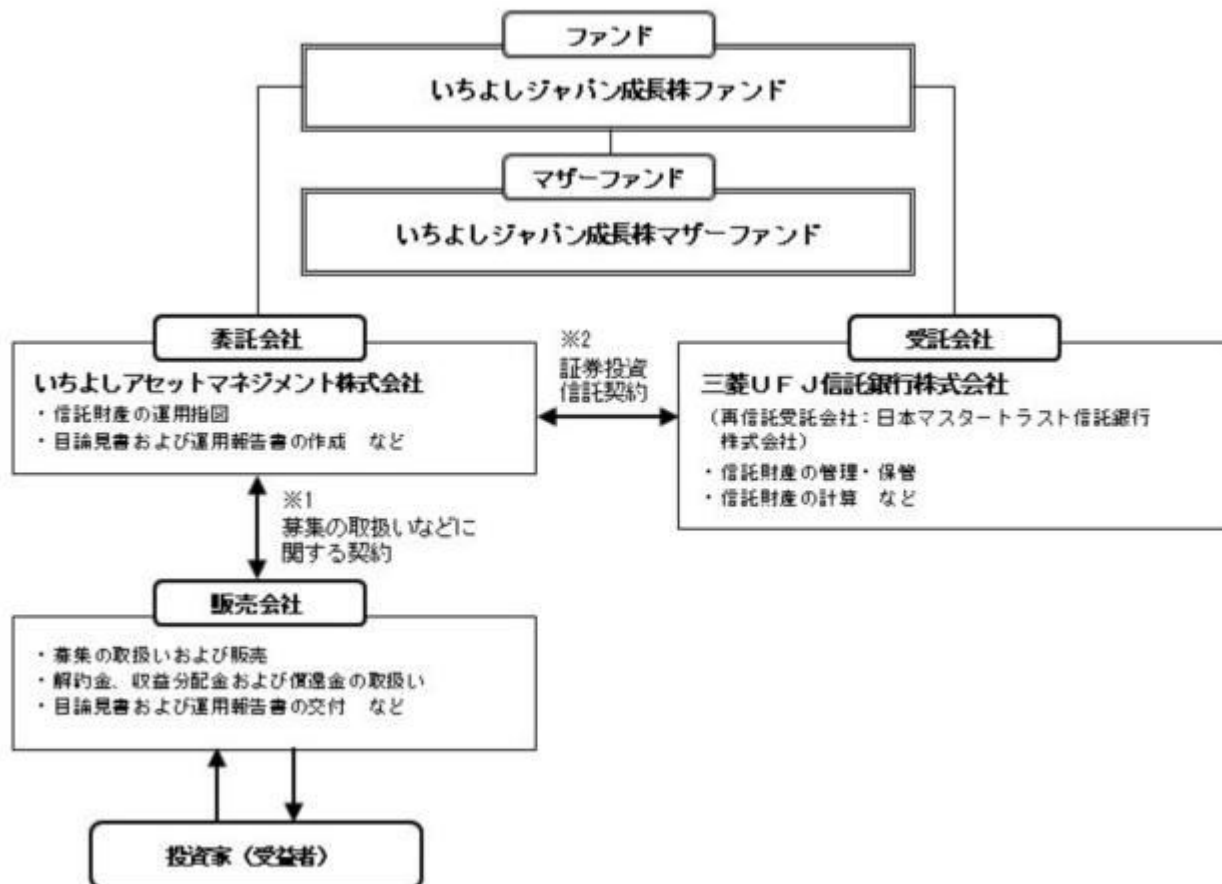 ファンド
いちよしジャパン成長株ファンド
マザーファンド
いちよしジャパン成長株マザーファンド
委託会社
いちよしアセットマネジメント株式会社
・信託財産の運用指図
・目論見書および運用報告書の作成　など
※2
証券投資
信託契約
受託会社
三菱UFJ信託銀行株式会社
（再信託受託会社：日本マスタートラスト信託銀行
株式会社）
・信託財産の管理・保管
・信託財産の計算　など
※1
募集の取扱いなどに
関する契約
販売会社
・募集の取扱いおよび販売
・解約金、収益分配金および償還金の取扱い
・目論見書および運用報告書の交付　など
投資家（受益者）